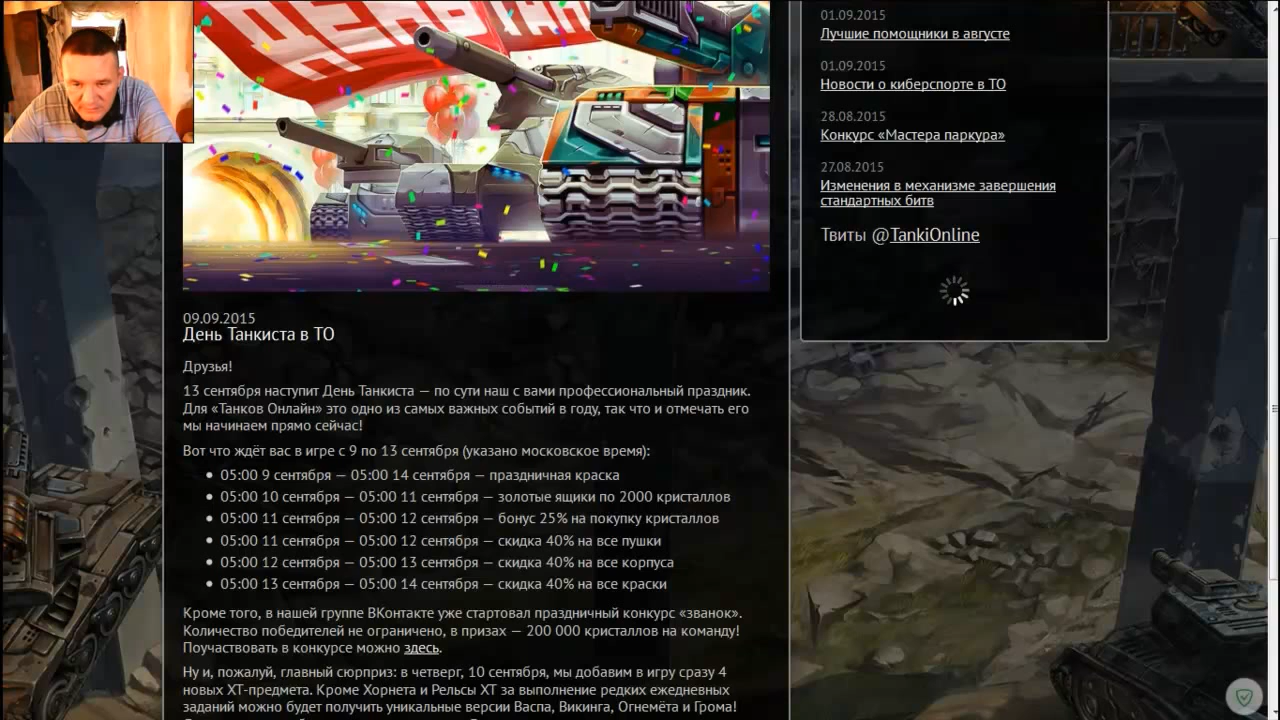 ДЕНЬ ТАН
09.09.2015
День Танкиста в ТО
Друзья!
13 сентября наступит День Танкиста — по сути наш с вами профессиональный праздник.
Для «Танков Онлайн» это одно из самых важных событий в году, так что и отмечать его
мы начинаем прямо сейчас!
Вот что ждёт вас в игре с 9 по 13 сентября (указано московское время):
• 05:00 9 сентября — 05:00 14 сентября — праздничная краска
• 05:00 10 сентября — 05:00 11 сентября — золотые ящики по 2000 кристаллов
• 05:00 11 сентября — 05:00 12 сентября — бонус 25% на покупку кристаллов
• 05:00 11 сентября — 05:00 12 сентября — скидка 40% на все пушки
• 05:00 12 сентября — 05:00 13 сентября — скидка 40% на все корпуса
• 05:00 13 сентября — 05:00 14 сентября — скидка 40% на все краски
Кроме того, в нашей группе ВКонтакте уже стартовал праздничный конкурс «званок».
Количество победителей не ограничено, в призах — 200 000 кристаллов на команду!
Поучаствовать в конкурсе можно здесь.
Ну и, пожалуй, главный сюрприз: в четверг, 10 сентября, мы добавим в игру сразу 4
новых ХТ-предмета. Кроме Хорнета и Рельсы ХТ за выполнение редких ежедневных
заданий можно будет получить уникальные версии Васпа, Викинга, Огнемёта и Грома!
01.09.2015
Лучшие помощники в августе
01.09.2015
Новости о киберспорте в ТО
28.08.2015
Конкурс «Мастера паркура»
27.08.2015
Изменения в механизме завершения
стандартных битв
Твиты @TankiOnline